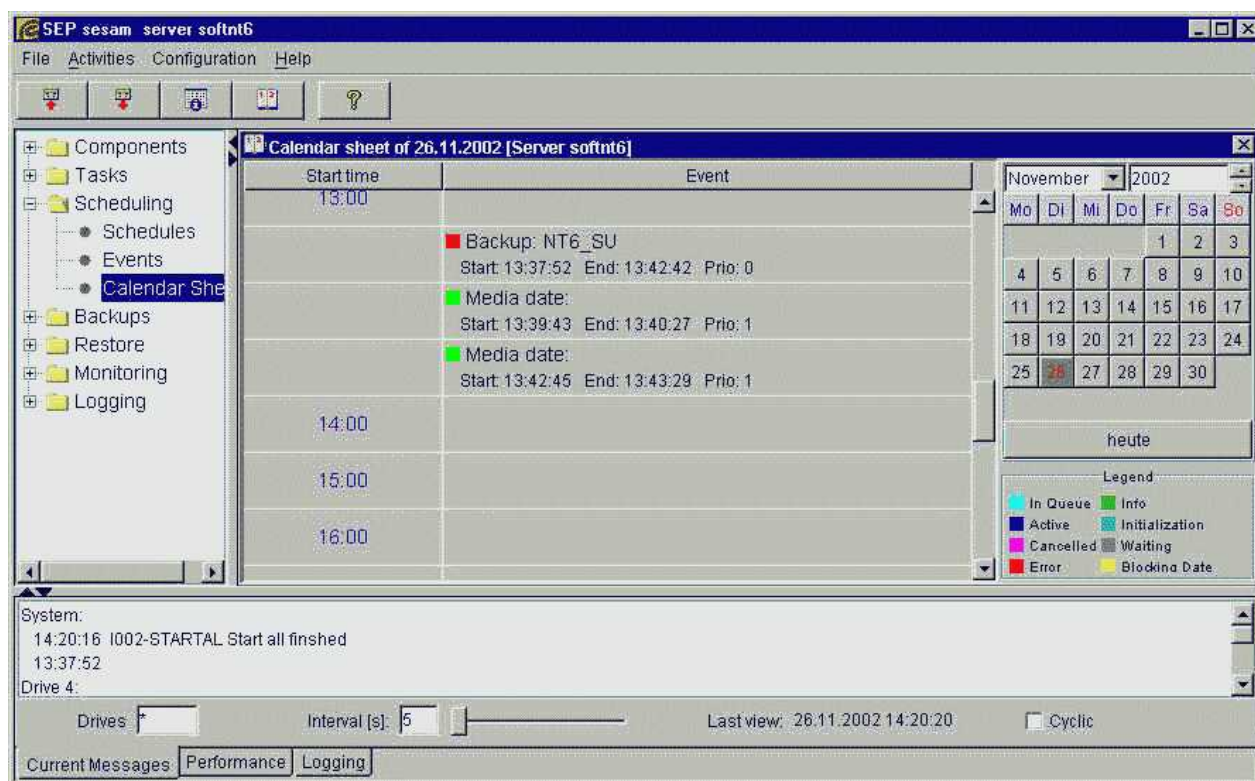 SEP sesam server softnt6
File Activities Configuration Help
Components
Tasks
Scheduling
Schedules
Events
Calendar She
Backups
Restore
Monitoring
Logging
Calendar sheet of 26.11.2002 [Server softnt6]
Start time Event
13:00
Backup: NT6_SU
Start: 13:37:52 End: 13:42:42 Prio: 0
Media date:
Start: 13:39:43 End: 13:40:27 Prio: 1
Media date:
Start: 13:42:45 End: 13:43:29 Prio: 1
14:00
15:00
16:00
November 2002
Mo Di Mi Do Fr Sa So
1 2 3
4 5 6 7 8 9 10
11 12 13 14 15 16 17
18 19 20 21 22 23 24
25 26 27 28 29 30
heute
Legend
In Queue Info
Active Initialization
Cancelled Waiting
Error Blocking Date
System:
14:20:16 I002-STARTAL Start all finshed
13:37:52
Drive 4:
Drives * Interval [s]: 5 Last view: 26.11.2002 14:20:20 Cyclic
Current Messages Performance Logging